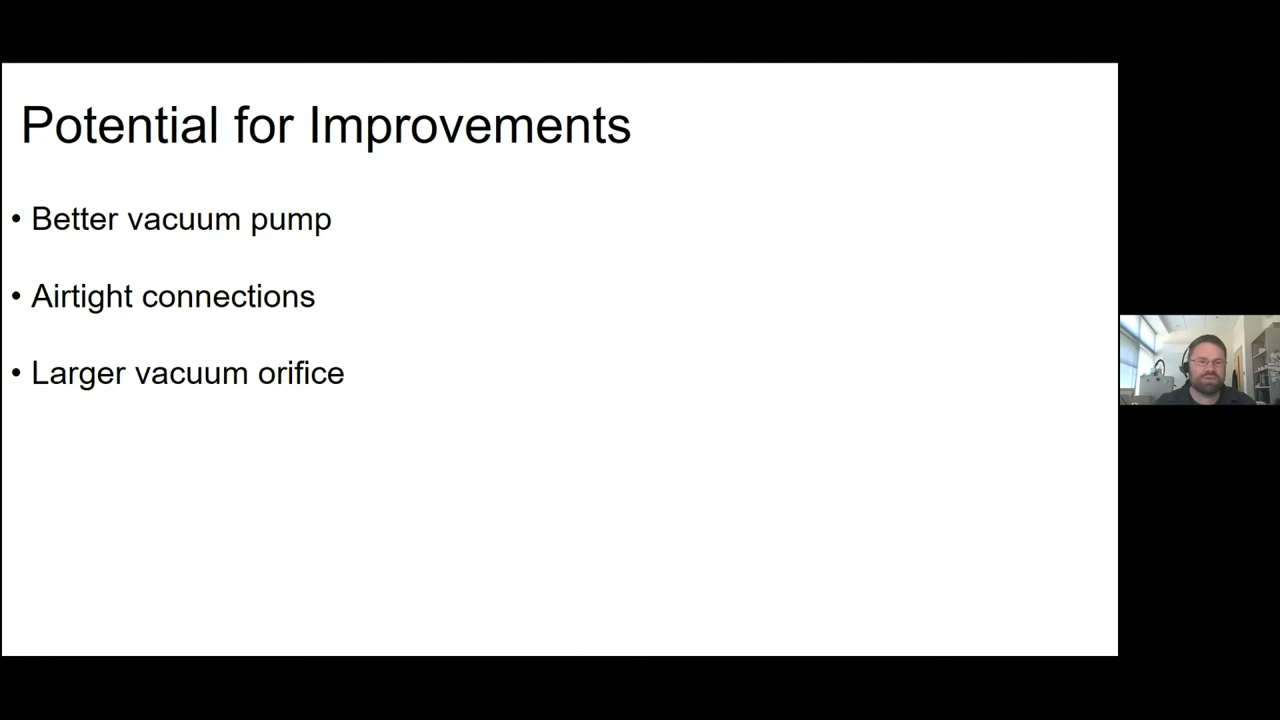 Potential for Improvements
• Better vacuum pump
• Airtight connections
• Larger vacuum orifice